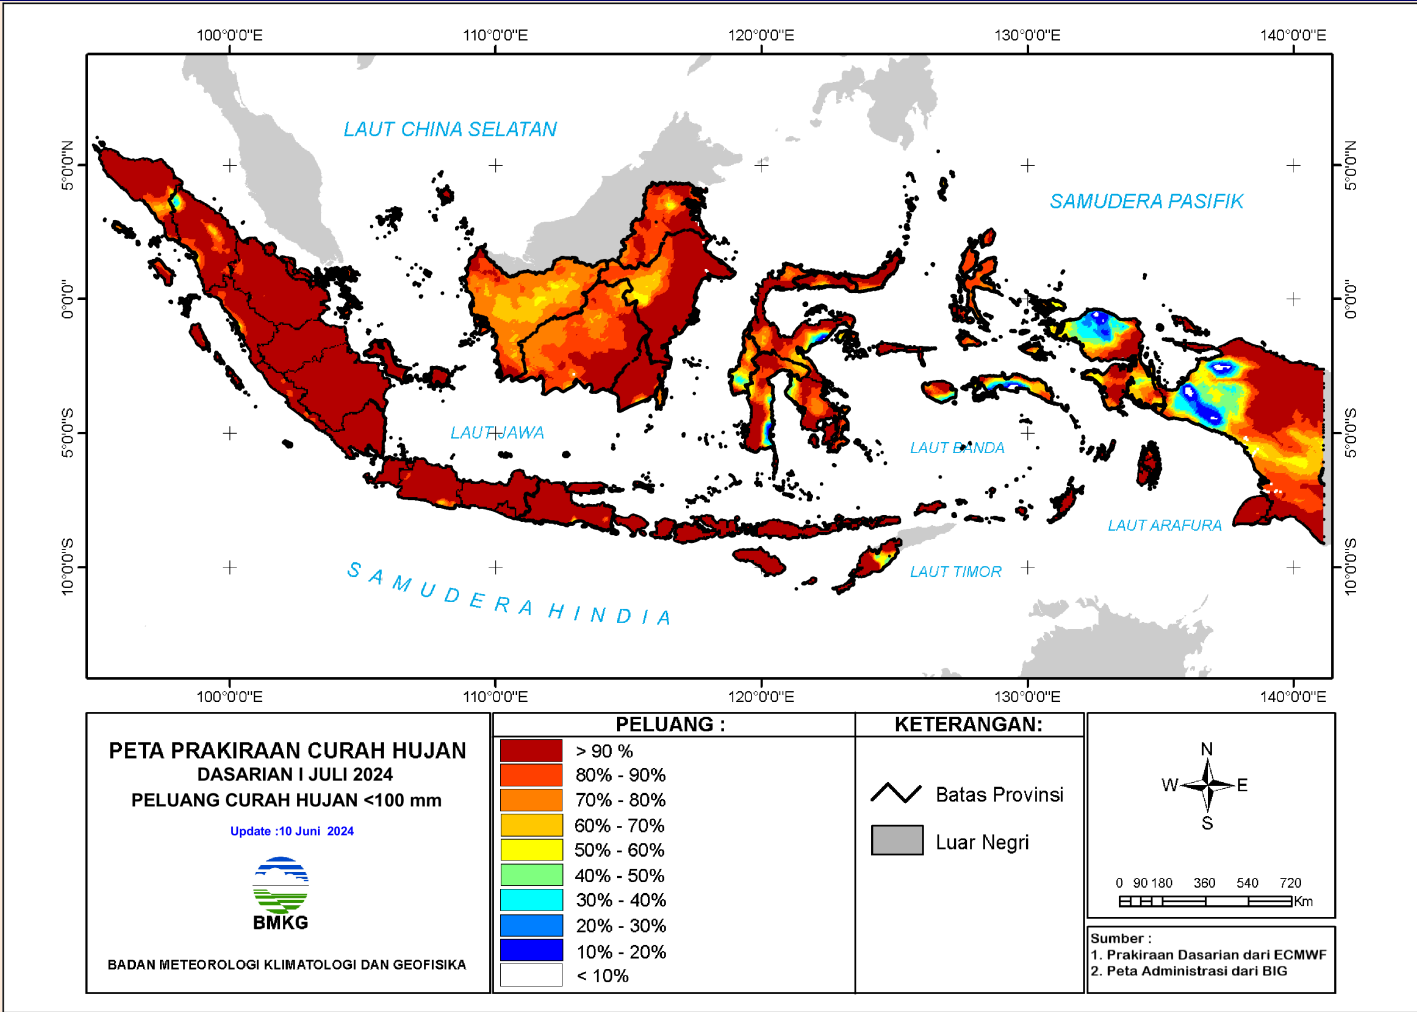 100°0'0"E 110°0'0"E 120°0'0"E 130°0'0"E 140°0'0"E
LAUT CHINA SELATAN
5°0'0"N
5°0'0"N
SAMUDERA PASIFIK
0°0'0"
0°0'0"
LAUT JAWA
5°0'0"S
5°0'0"S
LAUT BANDA
LAUT ARAFURA
10°0'0"S
10°0'0"S
LAUT TIMOR
SAMUDERA HINDIA
100°0'0"E 110°0'0"E 120°0'0"E 130°0'0"E 140°0'0"E
PETA PRAKIRAAN CURAH HUJAN
DASARIAN I JULI 2024
PELUANG CURAH HUJAN <100 mm
Update :10 Juni 2024
BMKG
BADAN METEOROLOGI KLIMATOLOGI DAN GEOFISIKA
PELUANG :
> 90 %
80% - 90%
70% - 80%
60% - 70%
50% - 60%
40% - 50%
30% - 40%
20% - 30%
10% - 20%
< 10%
KETERANGAN:
Batas Provinsi
Luar Negri
N
W E
S
0 90 180 360 540 720
Km
Sumber :
1. Prakiraan Dasarian dari ECMWF
2. Peta Administrasi dari BIG